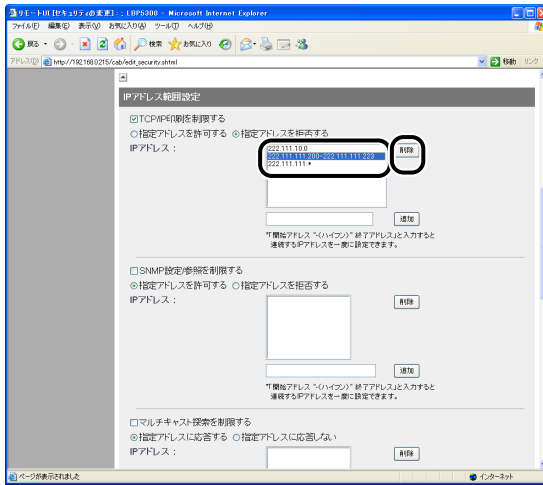 リモートUI [セキュリティの変更] : : LBP5300 - Microsoft Internet Explorer
ファイル(F) 編集(E) 表示(V) お気に入り(A) ツール(T) ヘルプ(H)
戻る 検索 お気に入り
アドレス(D) http://192.168.0.215/cab/edit_security.shtml 移動 リンク
IPアドレス範囲設定
TCP/IP印刷を制限する
指定アドレスを許可する 指定アドレスを拒否する
IPアドレス：
222.111.10.0
222.111.111.200-222.111.111.223
222.111.111.*
削除
追加
*「開始アドレス "-(ハイフン)" 終了アドレス」と入力すると
連続するIPアドレスを一度に設定できます。
SNMP設定/参照を制限する
指定アドレスを許可する 指定アドレスを拒否する
IPアドレス：
削除
追加
*「開始アドレス "-(ハイフン)" 終了アドレス」と入力すると
連続するIPアドレスを一度に設定できます。
マルチキャスト探索を制限する
指定アドレスに応答する 指定アドレスに応答しない
IPアドレス：
削除
ページが表示されました インターネット